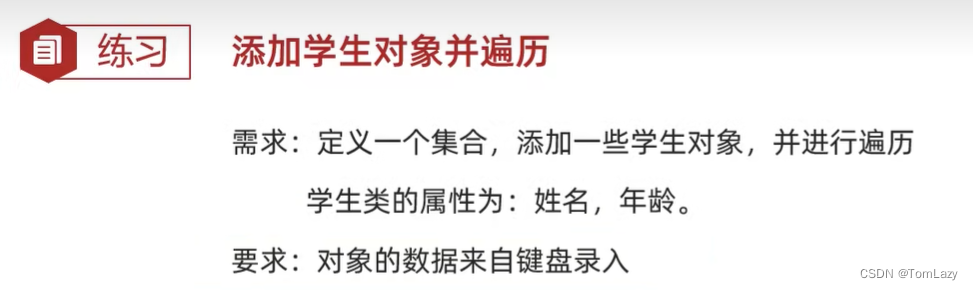 练习
添加学生对象并遍历
需求：定义一个集合，添加一些学生对象，并进行遍历
学生类的属性为：姓名，年龄。
要求：对象的数据来自键盘录入
CSDN @TomLazy